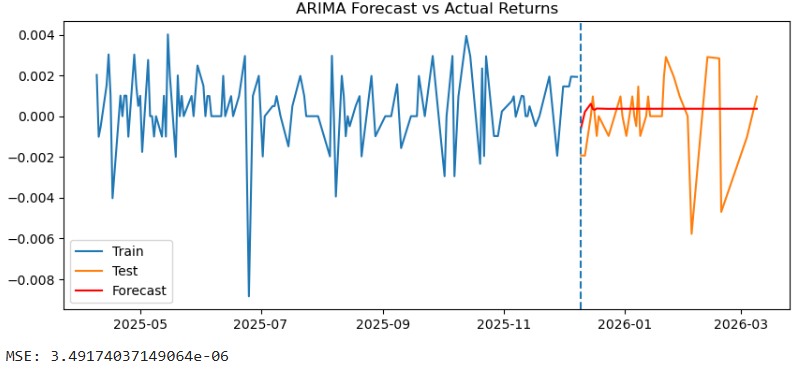 ARIMA Forecast vs Actual Returns
0.004
0.002
0.000
−0.002
−0.004
−0.006
−0.008
Train
Test
Forecast
2025-05 2025-07 2025-09 2025-11 2026-01 2026-03
MSE: 3.49174037149064e-06